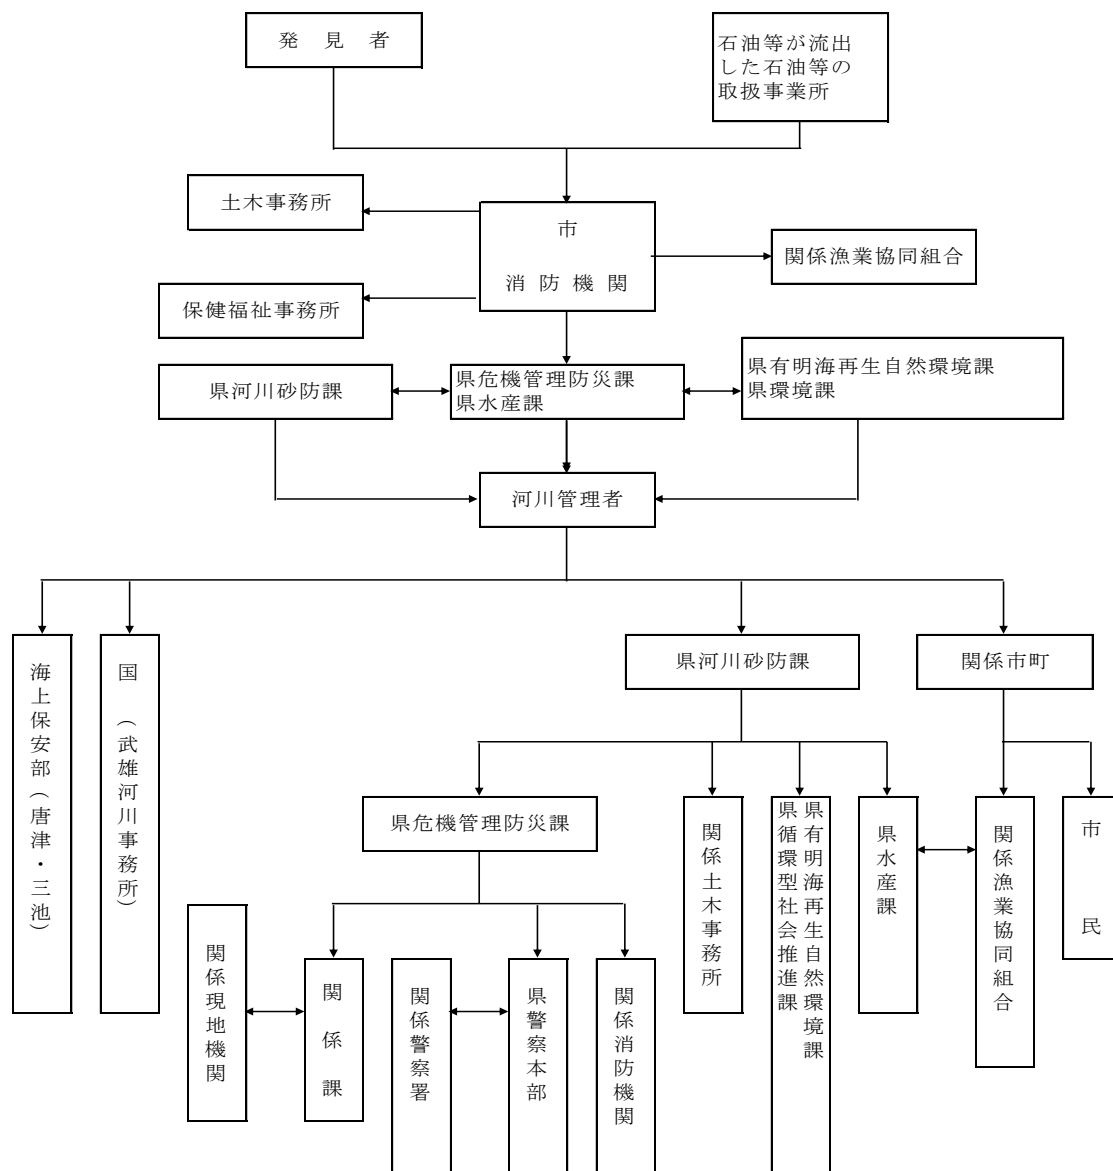 発見者
石油等が流出
した石油等の
取扱事業所
土木事務所
市
消防機関
関係漁業協同組合
保健福祉事務所
県河川砂防課
県危機管理防災課
県水産課
県有明海再生自然環境課
県環境課
河川管理者
海上保安部（唐津・三池）
国（武雄河川事務所）
県河川砂防課
関係市町
県危機管理防災課
関係土木事務所
県有明海再生自然環境課
県循環型社会推進課
県水産課
関係漁業協同組合
市民
関係現地機関
関係課
関係警察署
県警察本部
関係消防機関